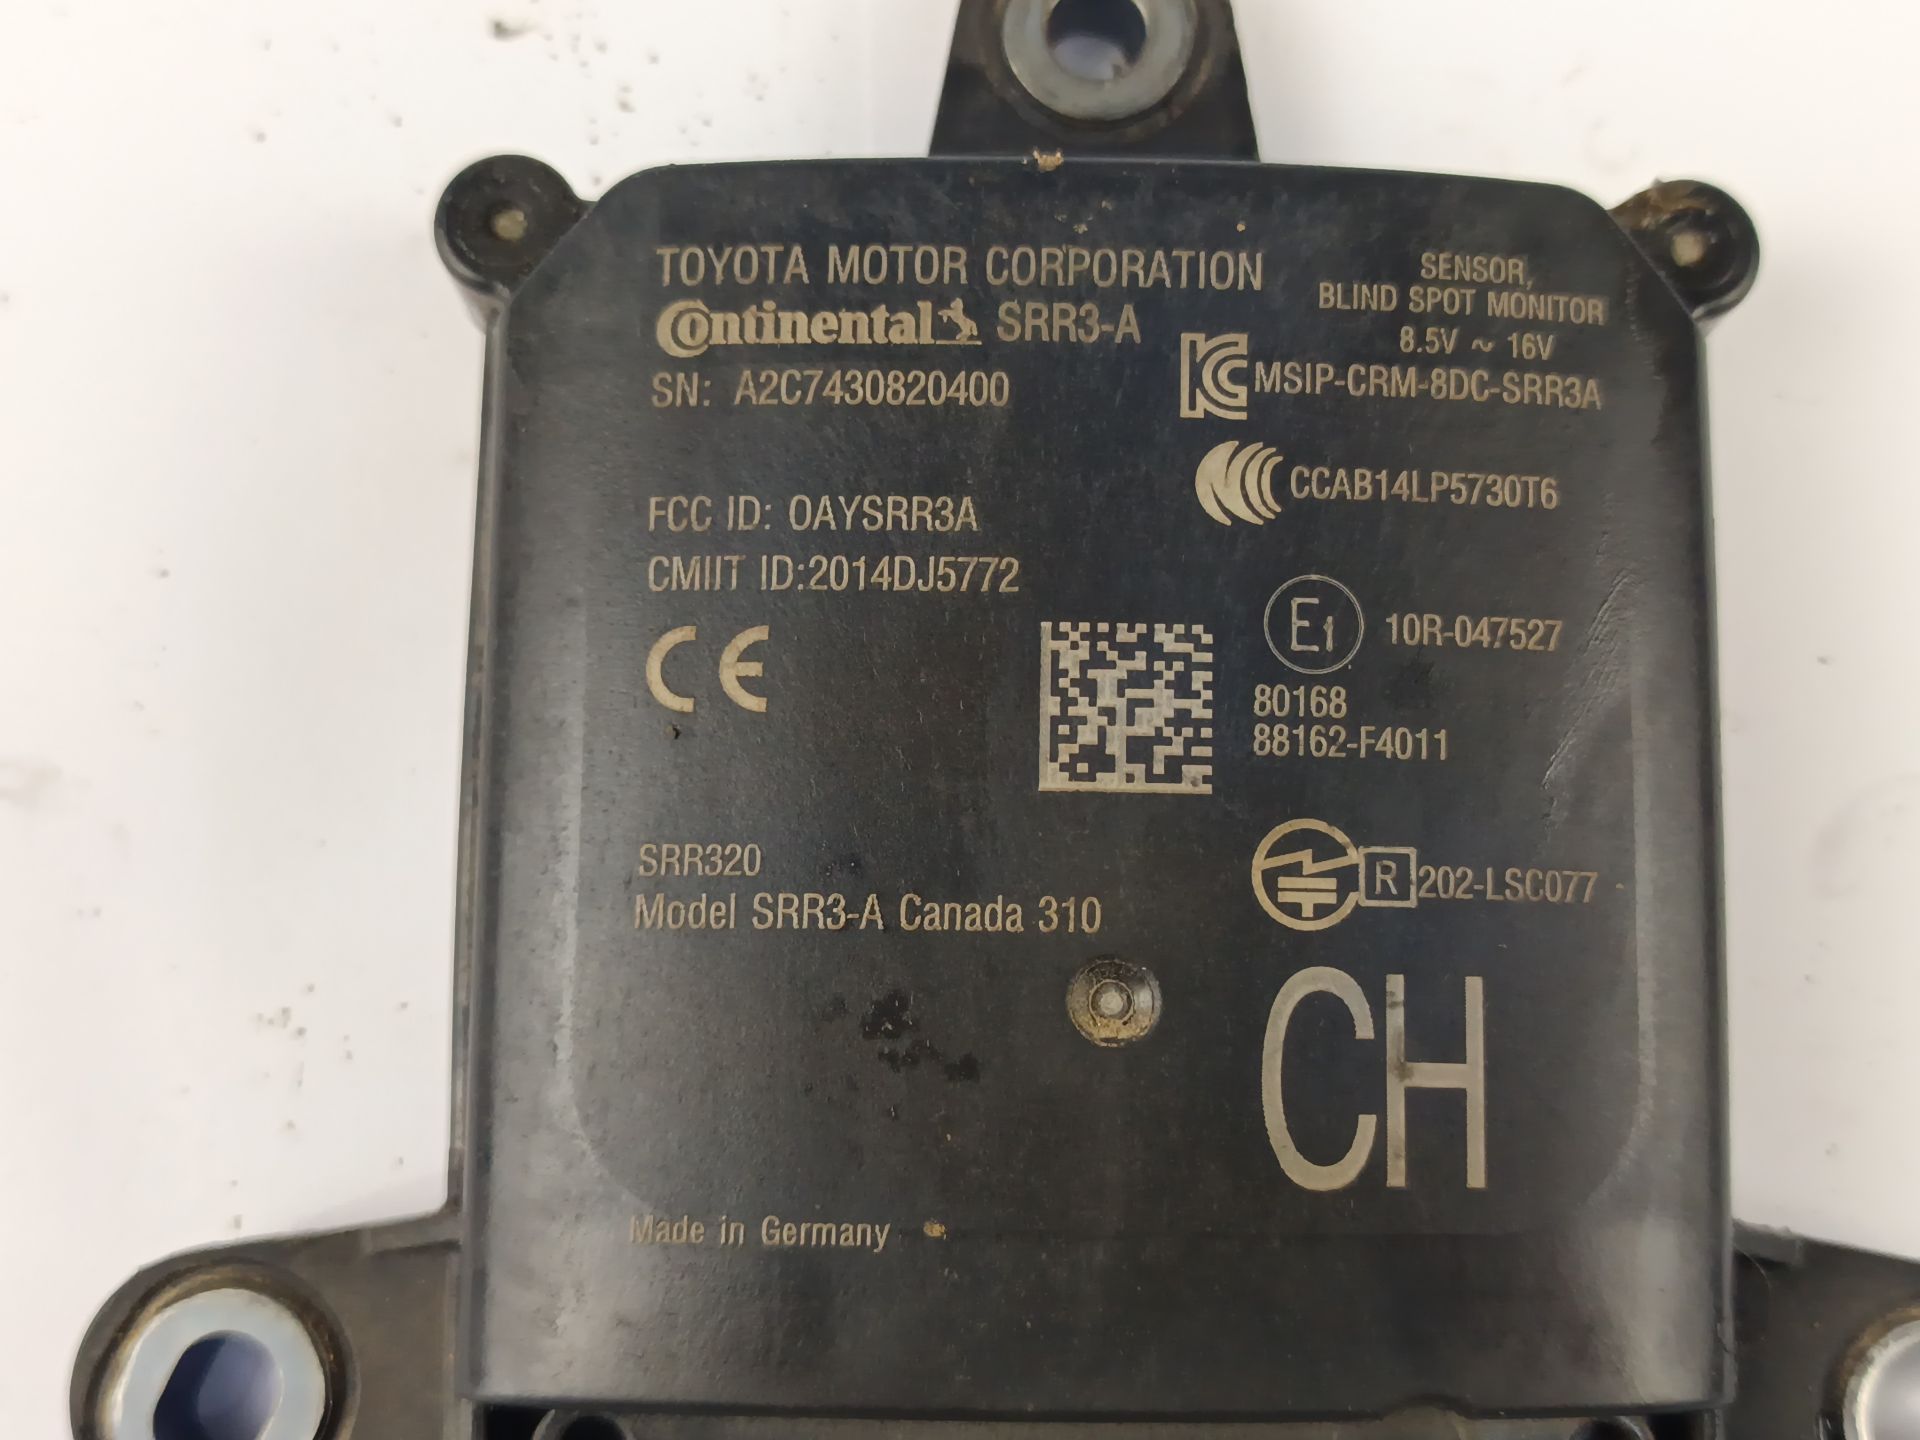 TOYOTA MOTOR CORPORATION
Continental SRR3-A
SN: A2C7430820400
SENSOR,
BLIND SPOT MONITOR
8.5V ~ 16V
MSIP-CRM-8DC-SRR3A
CCAB14LP5730T6
FCC ID: OAYSRR3A
CMIIT ID:2014DJ5772
CE
E1 10R-047527
80168
88162-F4011
SRR320
Model SRR3-A Canada 310
R 202-LSC077
CH
Made in Germany